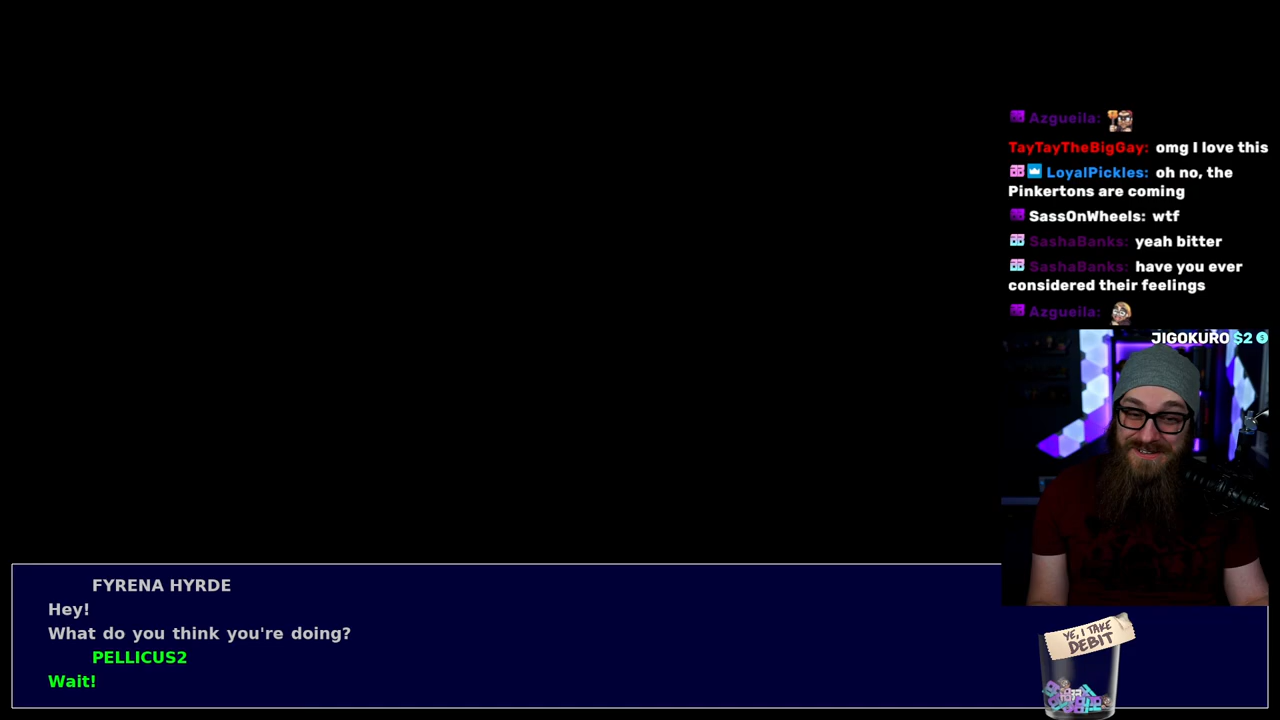 Azgueila:
TayTayTheBigGay: omg I love this
LoyalPickles: oh no, the
Pinkertons are coming
SassOnWheels: wtf
SashaBanks: yeah bitter
SashaBanks: have you ever
considered their feelings
Azgueila:
JIGOKURO $2
FYRENA HYRDE
Hey!
What do you think you're doing?
PELLICUS2
Wait!
YE, I TAKE
DEBIT